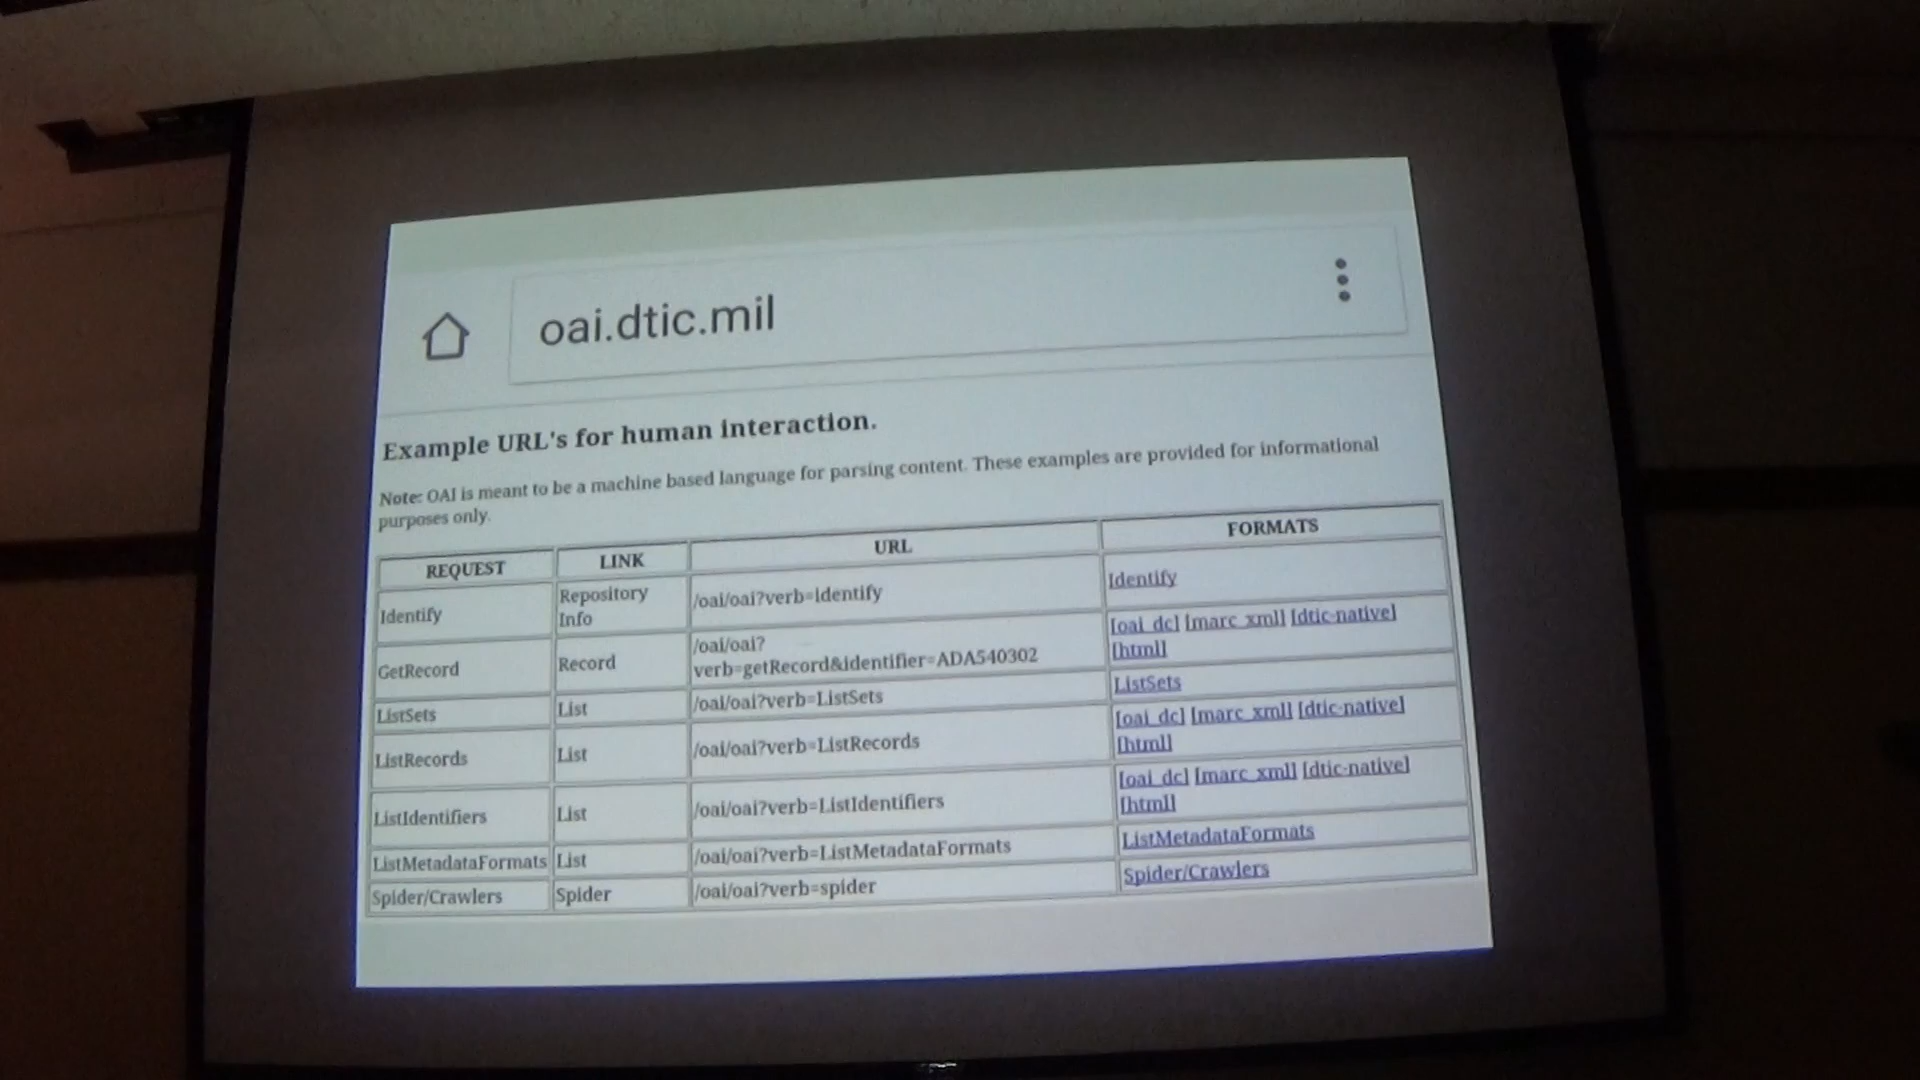 oai.dtic.mil
Example URL's for human interaction.
Note: OAI is meant to be a machine based language for parsing content. These examples are provided for informational
purposes only.
REQUEST LINK URL FORMATS
Identify Repository Info /oai/oai?verb=Identify Identify
GetRecord Record /oai/oai?verb=getRecord&identifier=ADA540302 [oai_dc] [marc_xml] [dtic-native] [html]
ListSets List /oai/oai?verb=ListSets ListSets
ListRecords List /oai/oai?verb=ListRecords [oai_dc] [marc_xml] [dtic-native] [html]
ListIdentifiers List /oai/oai?verb=ListIdentifiers [oai_dc] [marc_xml] [dtic-native] [html]
ListMetadataFormats List /oai/oai?verb=ListMetadataFormats ListMetadataFormats
Spider/Crawlers Spider /oai/oai?verb=spider Spider/Crawlers